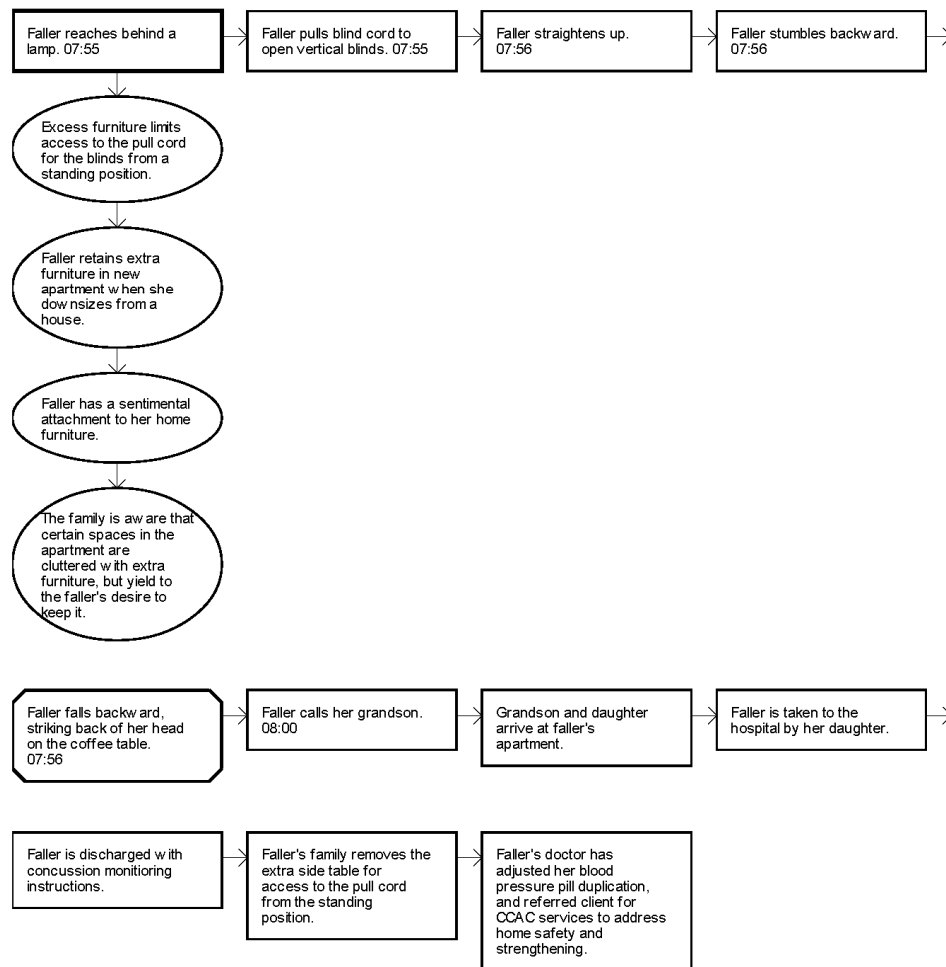 Faller reaches behind a
lamp. 07:55
Faller pulls blind cord to
open vertical blinds. 07:55
Faller straightens up.
07:56
Faller stumbles backward.
07:56
Excess furniture limits
access to the pull cord
for the blinds from a
standing position.
Faller retains extra
furniture in new
apartment when she
downsizes from a
house.
Faller has a sentimental
attachment to her home
furniture.
The family is aware that
certain spaces in the
apartment are
cluttered with extra
furniture, but yield to
the faller's desire to
keep it.
Faller falls backward,
striking back of her head
on the coffee table.
07:56
Faller calls her grandson.
08:00
Grandson and daughter
arrive at faller's
apartment.
Faller is taken to the
hospital by her daughter.
Faller is discharged with
concussion monitoring
instructions.
Faller's family removes the
extra side table for
access to the pull cord
from the standing
position.
Faller's doctor has
adjusted her blood
pressure pill duplication,
and referred client for
CCAC services to address
home safety and
strengthening.